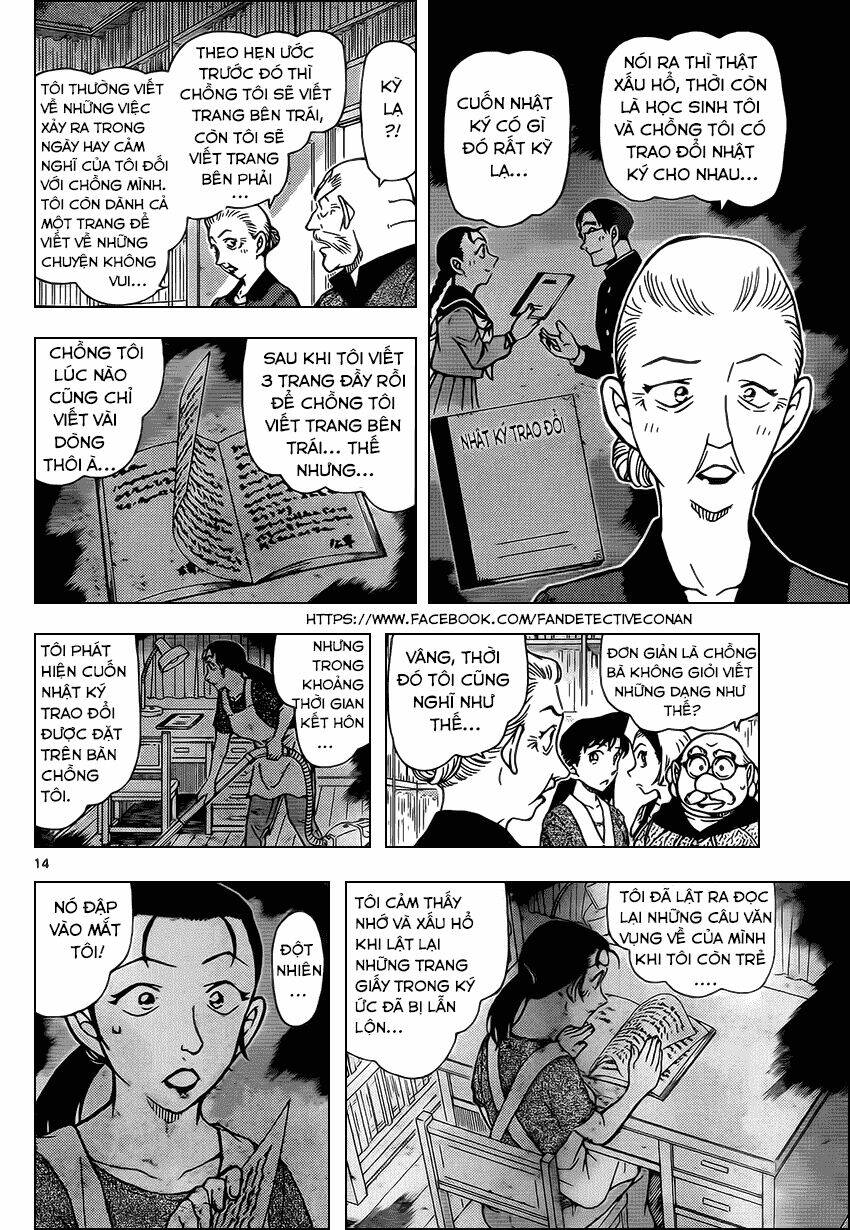 NÓI RA THÌ THẬT
XẤU HỔ, THỜI CÒN
LÀ HỌC SINH TÔI
VÀ CHỒNG TÔI CÓ
TRAO ĐỔI NHẬT
KÝ CHO NHAU...
CUỐN NHẬT
KÝ CÓ GÌ
ĐÓ RẤT KỲ
LẠ...
NHẬT KÝ TRAO ĐỔI
KỲ
LẠ
?!
THEO HẸN ƯỚC
TRƯỚC ĐÓ THÌ
CHỒNG TÔI SẼ VIẾT
TRANG BÊN TRÁI,
CÒN TÔI SẼ
VIẾT TRANG
BÊN PHẢI
...
TÔI THƯỜNG VIẾT
VỀ NHỮNG VIỆC
XẢY RA TRONG
NGÀY HAY CẢM
NGHĨ CỦA TÔI ĐỐI
VỚI CHỒNG MÌNH.
TÔI CÒN DÀNH CẢ
MỘT TRANG ĐỂ
VIẾT VỀ NHỮNG
CHUYỆN KHÔNG
VUI...
SAU KHI TÔI VIẾT
3 TRANG ĐẦY RỒI
ĐỂ CHỒNG TÔI
VIẾT TRANG BÊN
TRÁI... THẾ
NHƯNG...
CHỒNG TÔI
LÚC NÀO
CŨNG CHỈ
VIẾT VÀI
DÒNG
THÔI À...
HTTPS://WWW.FACEBOOK.COM/FANDETECTIVECONAN
ĐƠN GIẢN LÀ CHỒNG
BÀ KHÔNG GIỎI VIẾT
NHỮNG DẠNG NHƯ
THẾ?
VÂNG, THỜI
ĐÓ TÔI CŨNG
NGHĨ NHƯ
THẾ...
NHƯNG
TRONG
KHOẢNG
THỜI GIAN
KẾT HÔN
...
TÔI PHÁT
HIỆN CUỐN
NHẬT KÝ
TRAO ĐỔI
ĐƯỢC ĐẶT
TRÊN BÀN
CHỒNG
TÔI.
14
TÔI ĐÃ LẬT RA ĐỌC
LẠI NHỮNG CÂU VĂN
VỤNG VỀ CỦA MÌNH
KHI TÔI CÒN TRẺ
....
TÔI CẢM THẤY
NHỚ VÀ XẤU HỔ
KHI LẬT LẠI
NHỮNG TRANG
GIẤY TRONG KÝ
ỨC ĐÃ BỊ LẪN
LỘN...
ĐỘT
NHIÊN
...
NÓ ĐẬP
VÀO MẮT
TÔI!